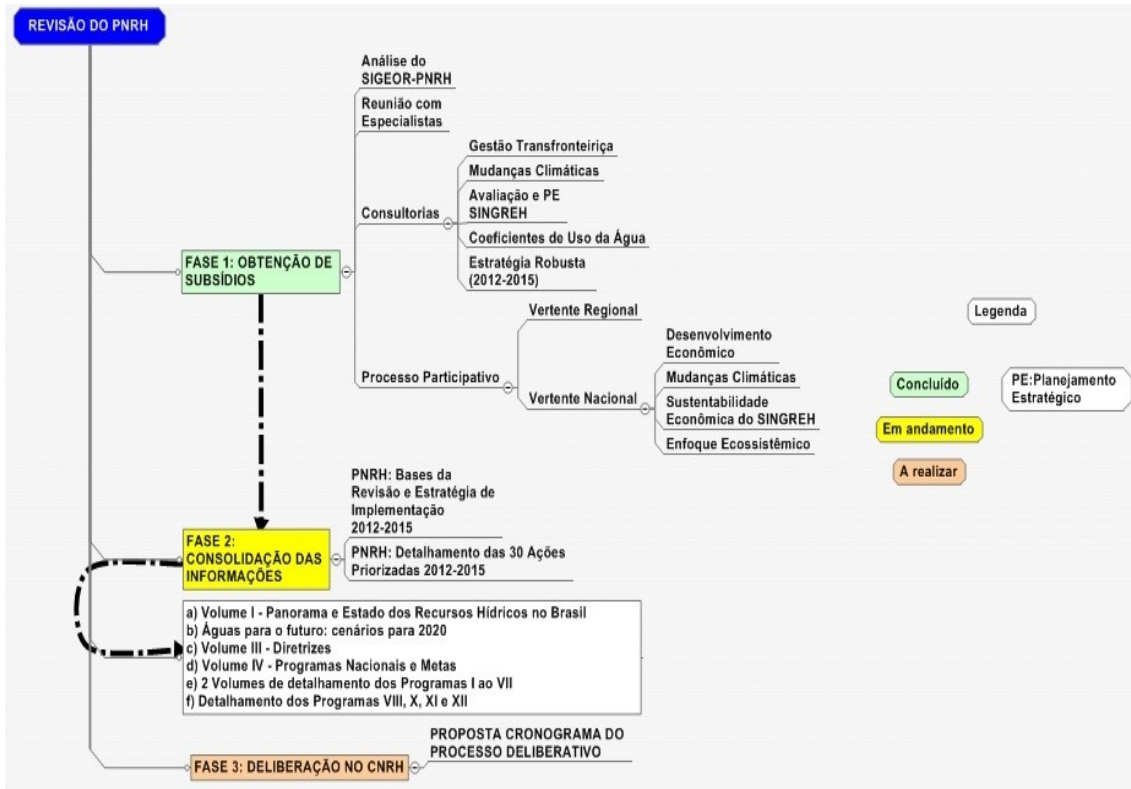 REVISÃO DO PNRH
Análise do
SIGEOR-PNRH
Reunião com
Especialistas
Gestão Transfronteiriça
Mudanças Climáticas
Avaliação e PE
SINGREH
Consultorias
Coeficientes de Uso da Água
Estratégia Robusta
(2012-2015)
FASE 1: OBTENÇÃO DE
SUBSÍDIOS
Vertente Regional
Desenvolvimento
Econômico
Processo Participativo
Mudanças Climáticas
Vertente Nacional
Sustentabilidade
Econômica do SINGREH
Enfoque Ecossistêmico
Legenda
Concluído
PE:Planejamento
Estratégico
Em andamento
A realizar
PNRH: Bases da
Revisão e Estratégia de
Implementação
2012-2015
FASE 2:
CONSOLIDAÇÃO DAS
INFORMAÇÕES
PNRH: Detalhamento das 30 Ações
Priorizadas 2012-2015
a) Volume I - Panorama e Estado dos Recursos Hídricos no Brasil
b) Águas para o futuro: cenários para 2020
c) Volume III - Diretrizes
d) Volume IV - Programas Nacionais e Metas
e) 2 Volumes de detalhamento dos Programas I ao VII
f) Detalhamento dos Programas VIII, X, XI e XII
PROPOSTA CRONOGRAMA DO
PROCESSO DELIBERATIVO
FASE 3: DELIBERAÇÃO NO CNRH